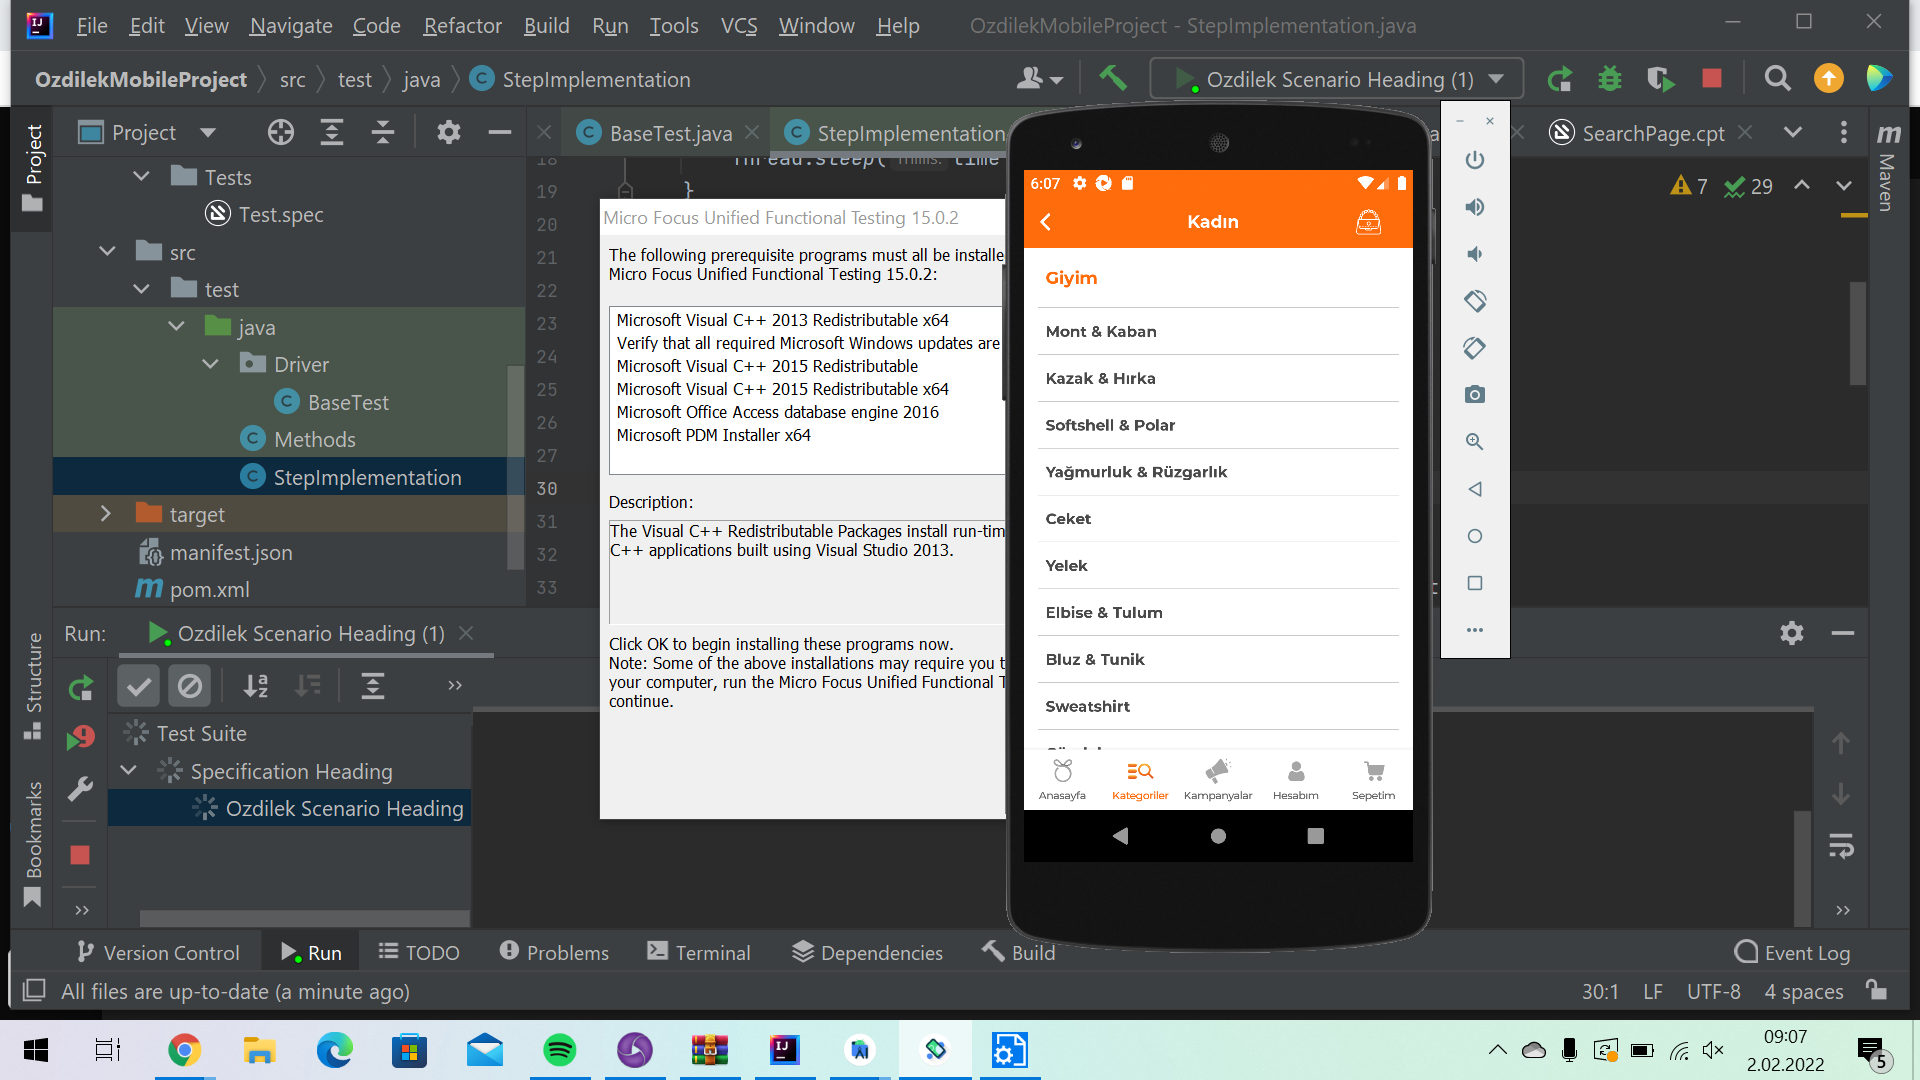 File Edit View Navigate Code Refactor Build Run Tools VCS Window Help OzdilekMobileProject - StepImplementation.java
OzdilekMobileProject src test java StepImplementation
Ozdilek Scenario Heading (1)
Project
BaseTest.java StepImplementation SearchPage.cpt
Tests
Test.spec
src
test
java
Driver
BaseTest
Methods
StepImplementation
target
manifest.json
pom.xml
Project
Structure
Bookmarks
Maven
7 29
18
19 }
20
21
22
23
24
25
26
27
30
31
32
33
Micro Focus Unified Functional Testing 15.0.2
The following prerequisite programs must all be installe
Micro Focus Unified Functional Testing 15.0.2:
Microsoft Visual C++ 2013 Redistributable x64
Verify that all required Microsoft Windows updates are
Microsoft Visual C++ 2015 Redistributable
Microsoft Visual C++ 2015 Redistributable x64
Microsoft Office Access database engine 2016
Microsoft PDM Installer x64
Description:
The Visual C++ Redistributable Packages install run-tim
C++ applications built using Visual Studio 2013.
Click OK to begin installing these programs now.
Note: Some of the above installations may require you t
your computer, run the Micro Focus Unified Functional T
continue.
6:07
Kadın
Giyim
Mont & Kaban
Kazak & Hırka
Softshell & Polar
Yağmurluk & Rüzgarlık
Ceket
Yelek
Elbise & Tulum
Bluz & Tunik
Sweatshirt
Anasayfa Kategoriler Kampanyalar Hesabım Sepetim
Run: Ozdilek Scenario Heading (1)
Test Suite
Specification Heading
Ozdilek Scenario Heading
Version Control Run TODO Problems Terminal Dependencies Build Event Log
All files are up-to-date (a minute ago) 30:1 LF UTF-8 4 spaces
09:07
2.02.2022
5